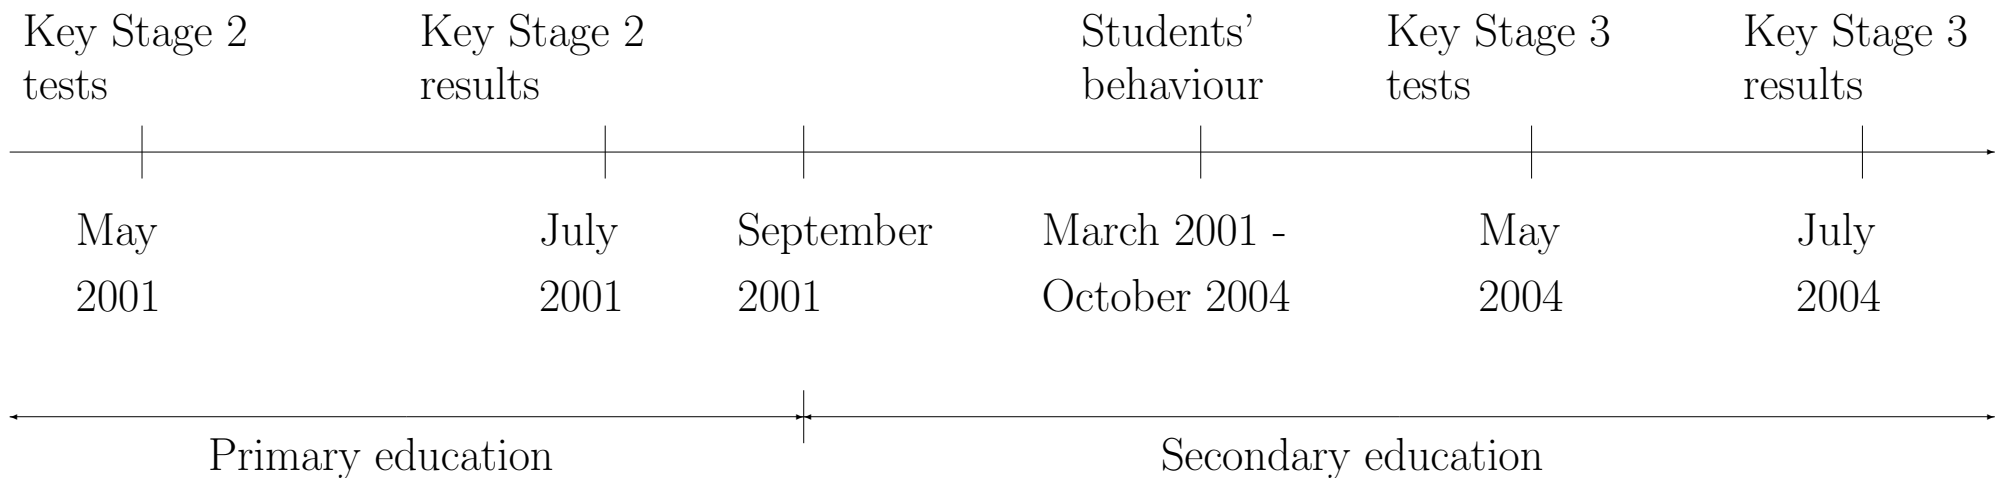 Key Stage 2
tests
Key Stage 2
results
Students'
behaviour
Key Stage 3
tests
Key Stage 3
results
May
2001
July
2001
September
2001
March 2001 -
October 2004
May
2004
July
2004
Primary education
Secondary education